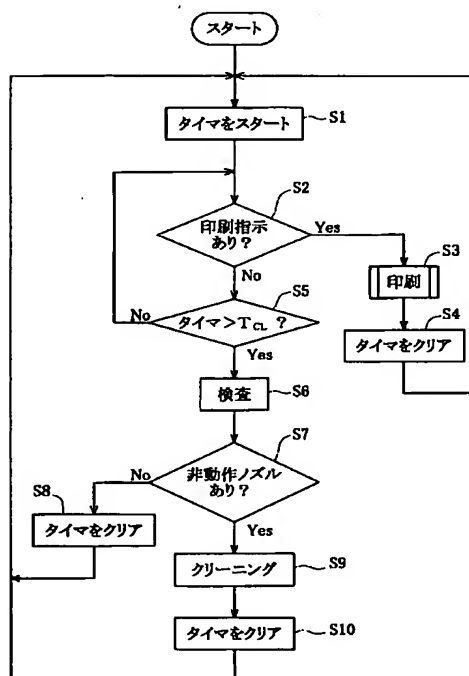 スタート
タイマをスタート
S1
印刷指示
あり？
S2
Yes
No
印刷
S3
タイマをクリア
S4
タイマ>TCL ？
S5
No
Yes
検査
S6
非動作ノズル
あり？
S7
No
Yes
タイマをクリア
S8
クリーニング
S9
タイマをクリア
S10